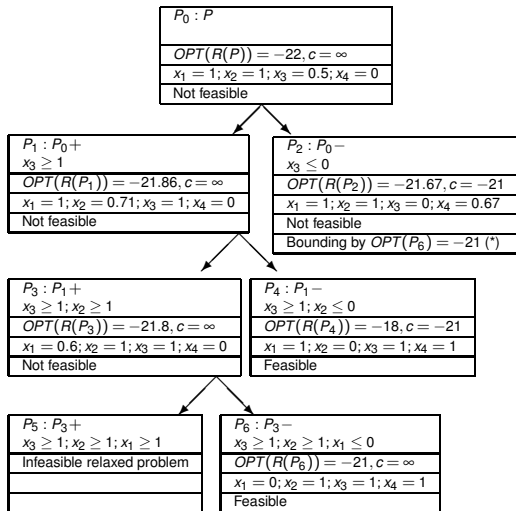 P₀ : P
OPT(R(P)) = −22, c = ∞
x₁ = 1; x₂ = 1; x₃ = 0.5; x₄ = 0
Not feasible
P₁ : P₀+
x₃ ≥ 1
OPT(R(P₁)) = −21.86, c = ∞
x₁ = 1; x₂ = 0.71; x₃ = 1; x₄ = 0
Not feasible
P₂ : P₀−
x₃ ≤ 0
OPT(R(P₂)) = −21.67, c = −21
x₁ = 1; x₂ = 1; x₃ = 0; x₄ = 0.67
Not feasible
Bounding by OPT(P₆) = −21 (*)
P₃ : P₁+
x₃ ≥ 1; x₂ ≥ 1
OPT(R(P₃)) = −21.8, c = ∞
x₁ = 0.6; x₂ = 1; x₃ = 1; x₄ = 0
Not feasible
P₄ : P₁−
x₃ ≥ 1; x₂ ≤ 0
OPT(R(P₄)) = −18, c = −21
x₁ = 1; x₂ = 0; x₃ = 1; x₄ = 1
Feasible
P₅ : P₃+
x₃ ≥ 1; x₂ ≥ 1; x₁ ≥ 1
Infeasible relaxed problem
P₆ : P₃−
x₃ ≥ 1; x₂ ≥ 1; x₁ ≤ 0
OPT(R(P₆)) = −21, c = ∞
x₁ = 0; x₂ = 1; x₃ = 1; x₄ = 1
Feasible